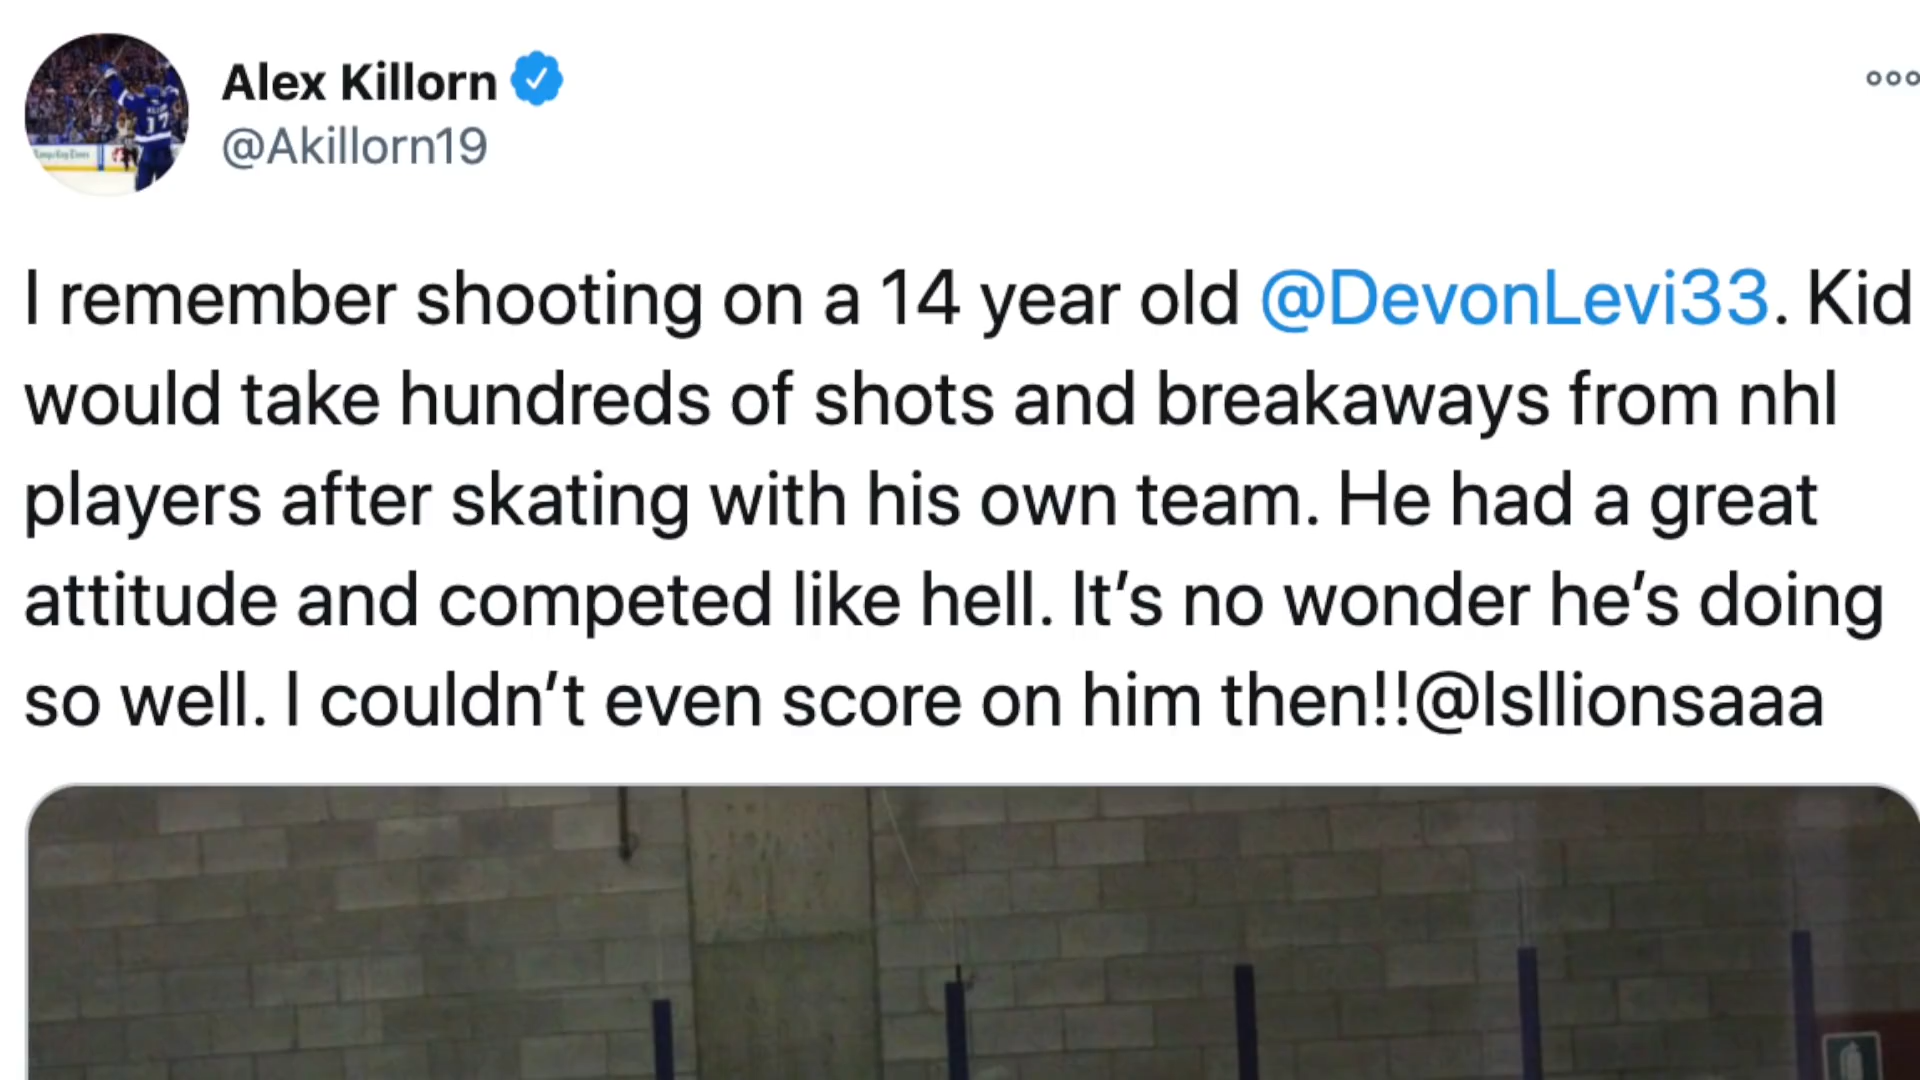 Alex Killorn
@Akillorn19
I remember shooting on a 14 year old @DevonLevi33. Kid
would take hundreds of shots and breakaways from nhl
players after skating with his own team. He had a great
attitude and competed like hell. It’s no wonder he’s doing
so well. I couldn’t even score on him then!!@lsllionsaaa